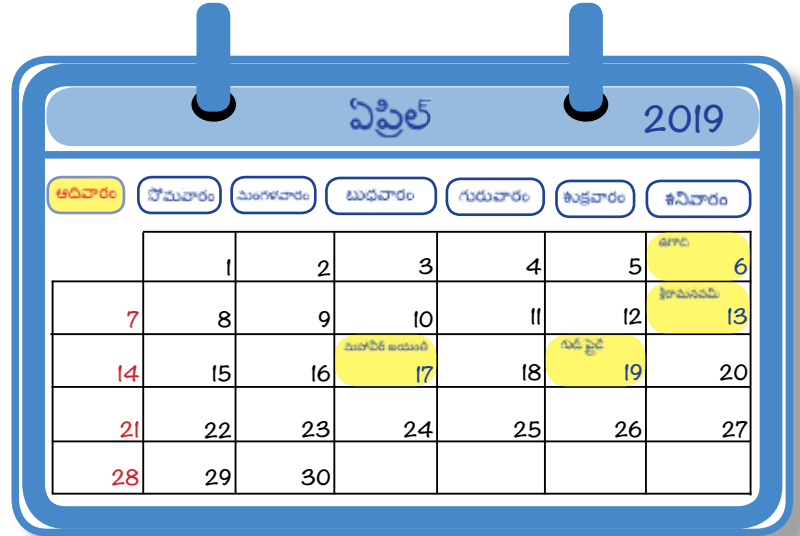 ఏప్రిల్ 2019
ఆదివారం సోమవారం మంగళవారం బుధవారం గురువారం శుక్రవారం శనివారం
ఉగాది
1 2 3 4 5 6
శ్రీరామనవమి
7 8 9 10 11 12 13
మహావీర్ జయంతి గుడ్ ఫ్రైడే
14 15 16 17 18 19 20
21 22 23 24 25 26 27
28 29 30